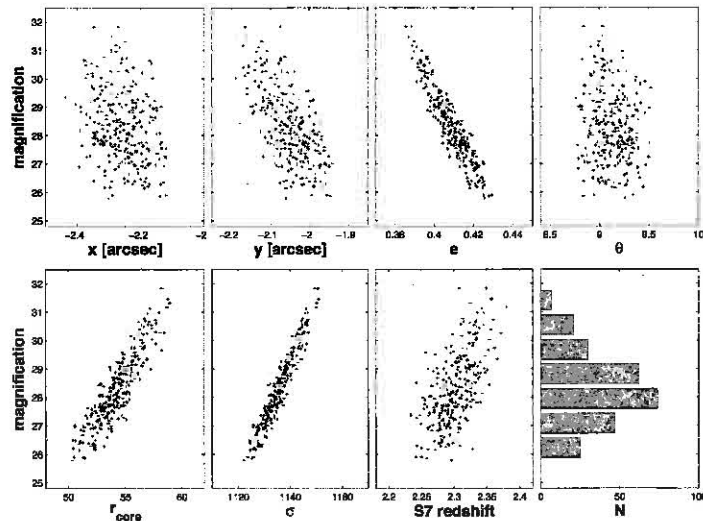 32
31
30
29
28
27
26
25
magnification
−2.4 −2.2 −2
x [arcsec]
−2.2 −2.1 −2 −1.9
y [arcsec]
0.38 0.4 0.42 0.44
e
8.5 9 9.5 10
θ
32
31
30
29
28
27
26
25
magnification
50 55 60
r core
1120 1140 1160
σ
2.2 2.25 2.3 2.35 2.4
S7 redshift
0 50 100
N